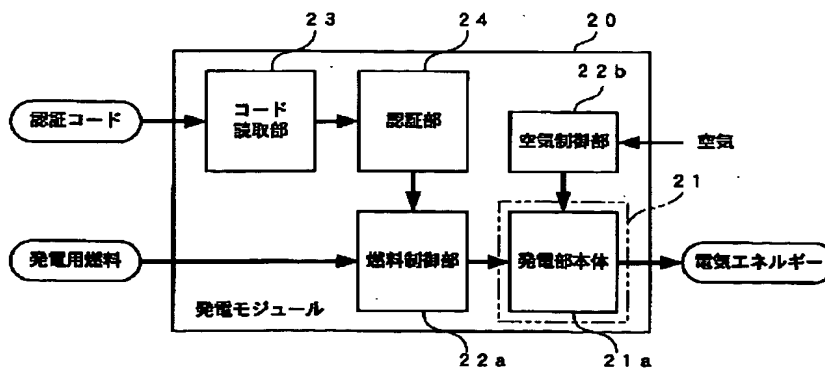 23
24
20
22b
認証コード
コード
読取部
認証部
空気制御部
空気
21
発電用燃料
燃料制御部
発電部本体
電気エネルギー
発電モジュール
22a
21a